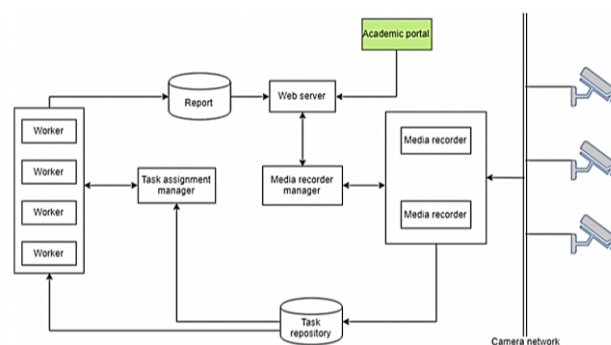 Academic portal
Report
Web server
Worker
Worker
Worker
Worker
Task assignment
manager
Media recorder
manager
Media recorder
Media recorder
Task
repository
Camera network